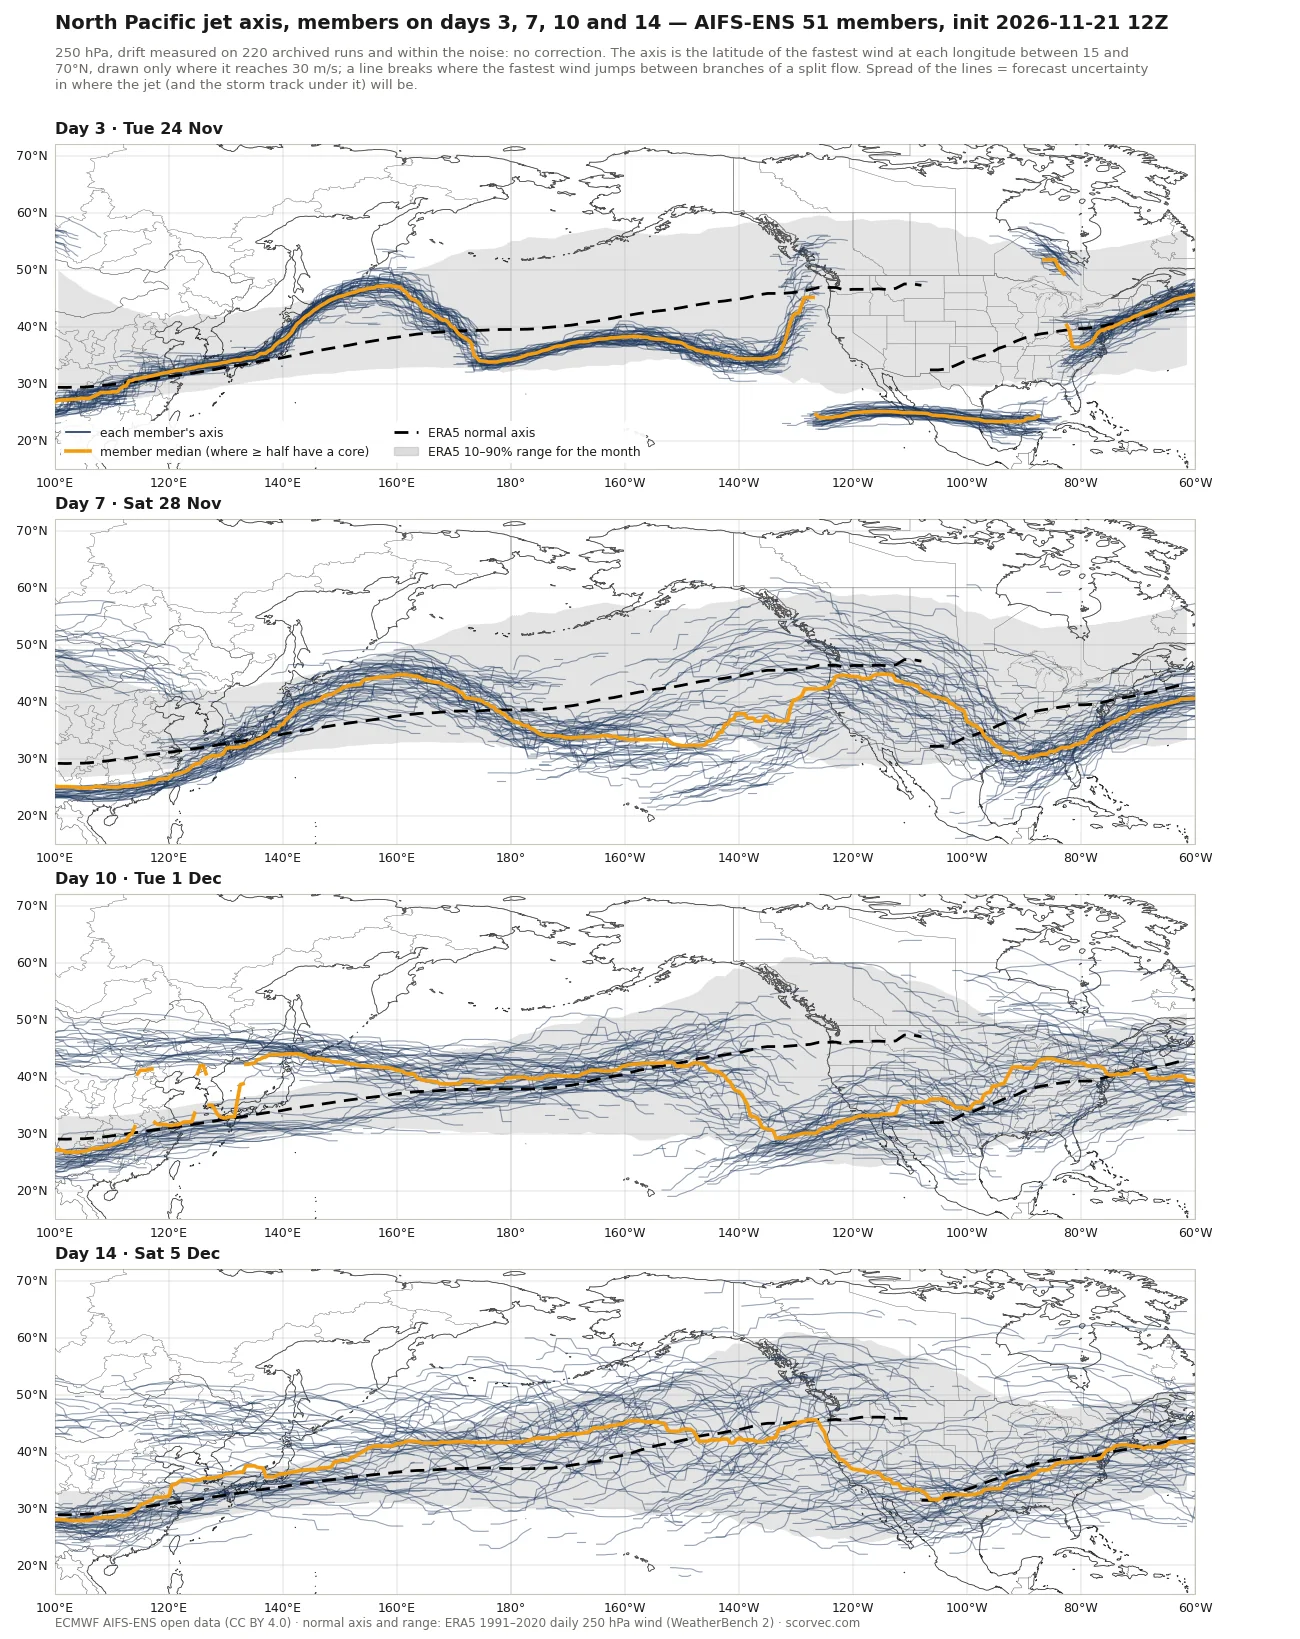 North Pacific jet axis, members on days 3, 7, 10 and 14 — AIFS-ENS 51 members, init 2026-11-21 12Z
250 hPa, drift measured on 220 archived runs and within the noise: no correction. The axis is the latitude of the fastest wind at each longitude between 15 and
70°N, drawn only where it reaches 30 m/s; a line breaks where the fastest wind jumps between branches of a split flow. Spread of the lines = forecast uncertainty
in where the jet (and the storm track under it) will be.
Day 3 · Tue 24 Nov
70°N
60°N
50°N
40°N
30°N
20°N
each member's axis
member median (where ≥ half have a core)
ERA5 normal axis
ERA5 10–90% range for the month
100°E 120°E 140°E 160°E 180° 160°W 140°W 120°W 100°W 80°W 60°W
Day 7 · Sat 28 Nov
70°N
60°N
50°N
40°N
30°N
20°N
100°E 120°E 140°E 160°E 180° 160°W 140°W 120°W 100°W 80°W 60°W
Day 10 · Tue 1 Dec
70°N
60°N
50°N
40°N
30°N
20°N
100°E 120°E 140°E 160°E 180° 160°W 140°W 120°W 100°W 80°W 60°W
Day 14 · Sat 5 Dec
70°N
60°N
50°N
40°N
30°N
20°N
100°E 120°E 140°E 160°E 180° 160°W 140°W 120°W 100°W 80°W 60°W
ECMWF AIFS-ENS open data (CC BY 4.0) · normal axis and range: ERA5 1991–2020 daily 250 hPa wind (WeatherBench 2) · scorvec.com